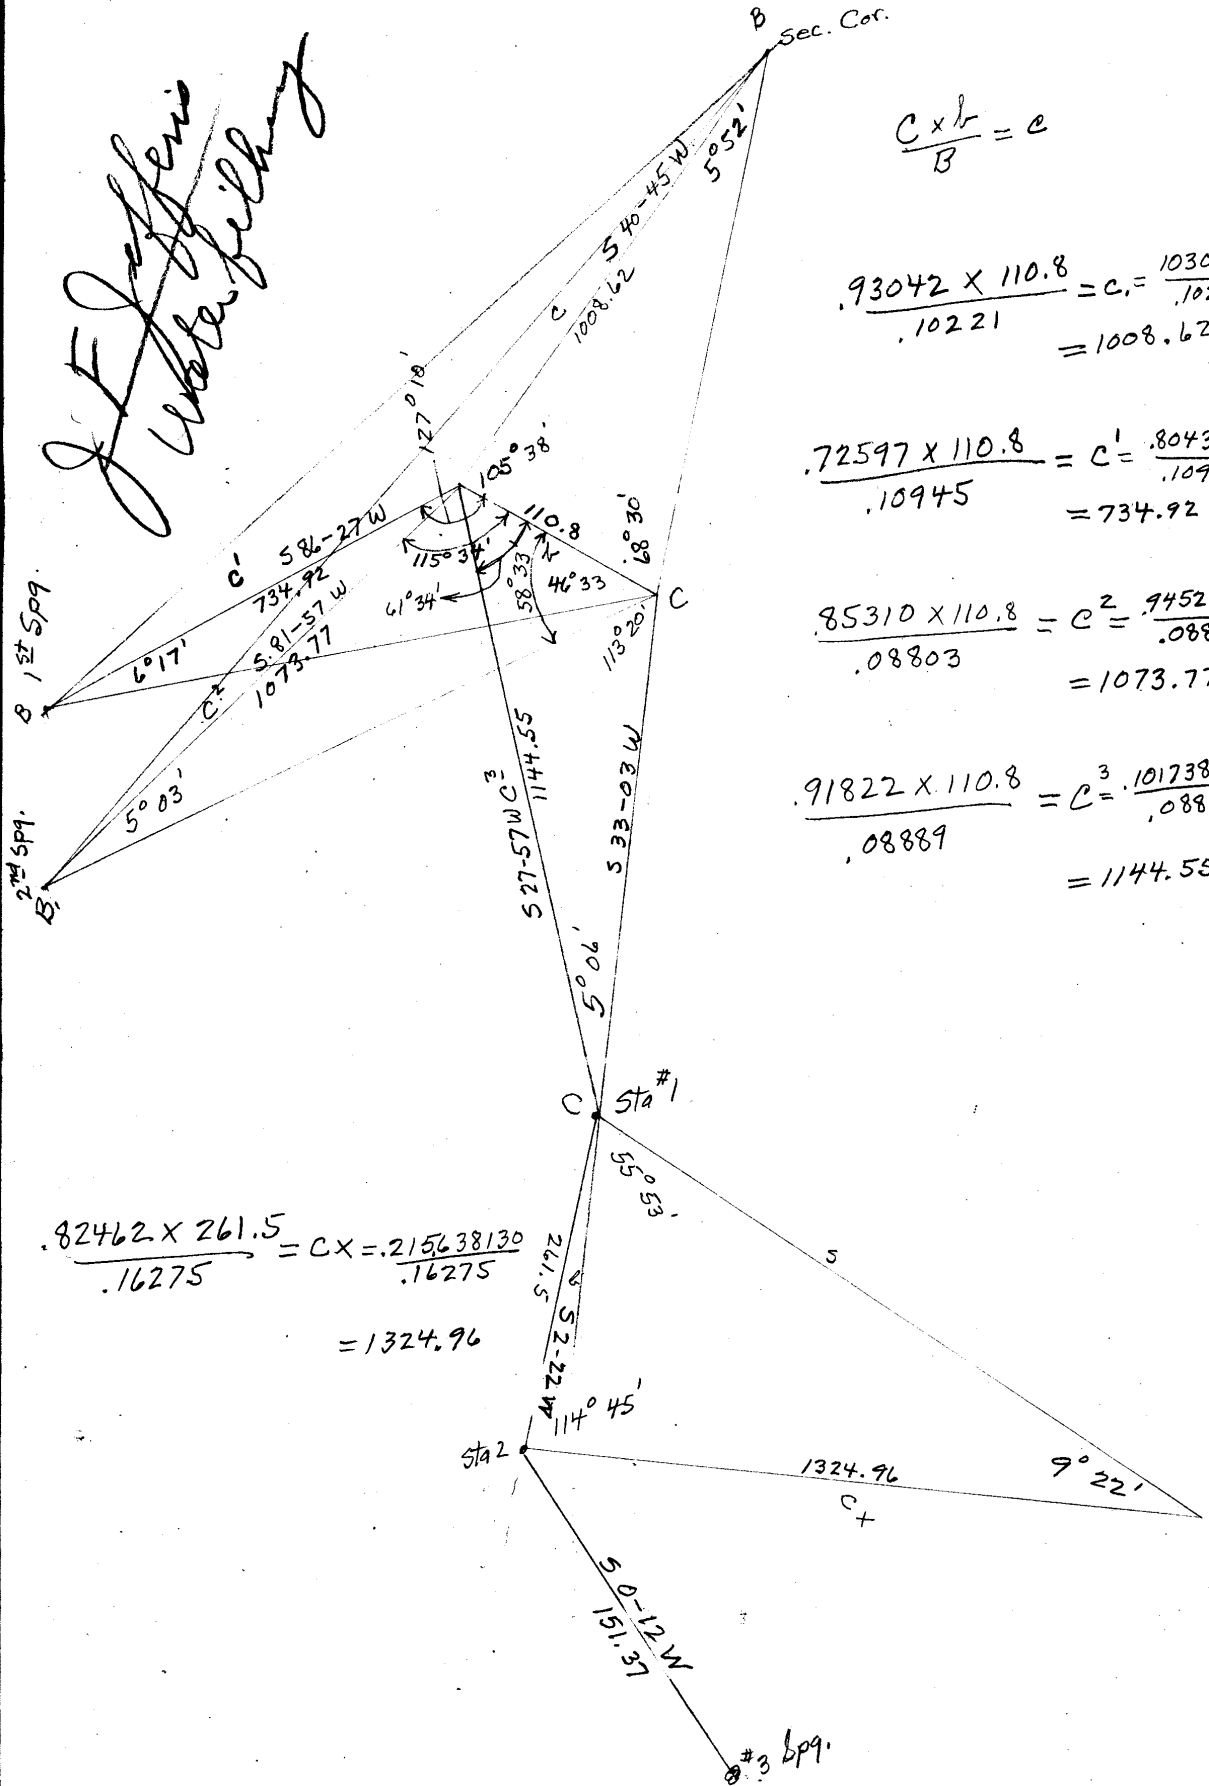 B
Sec. Cor.
J F Jefferis
Water filing
C x b / B = c
5° 52'
S 40-45 W
c
1008.62
.93042 x 110.8 / .10221 = c. =
= 1008.62
127° 10'
105° 38'
110.8
b
68° 30'
.72597 x 110.8 / .10945 = c' =
= 734.92
S 86-27 W
c'
734.92
115° 34'
61° 34'
58° 33
46° 33
C
113° 20'
B 1st Spg.
6° 17'
S. 81-57 W
c2
1073.77
.85310 x 110.8 / .08803 = c2 =
= 1073.77
2nd Spg.
B.
5° 03'
S 27-57 W c3
1144.55
S 33-03 W
.91822 x 110.8 / .08889 = c3 =
= 1144.55
5° 06'
C
Sta #1
55° 53'
.82462 x 261.5 / .16275 = cx = .215638130 / .16275
= 1324.96
261.5
S 2-22 W
s
114° 45'
Sta 2
1324.96
c+
9° 22'
S 0-12 W
151.37
#3 Spg.